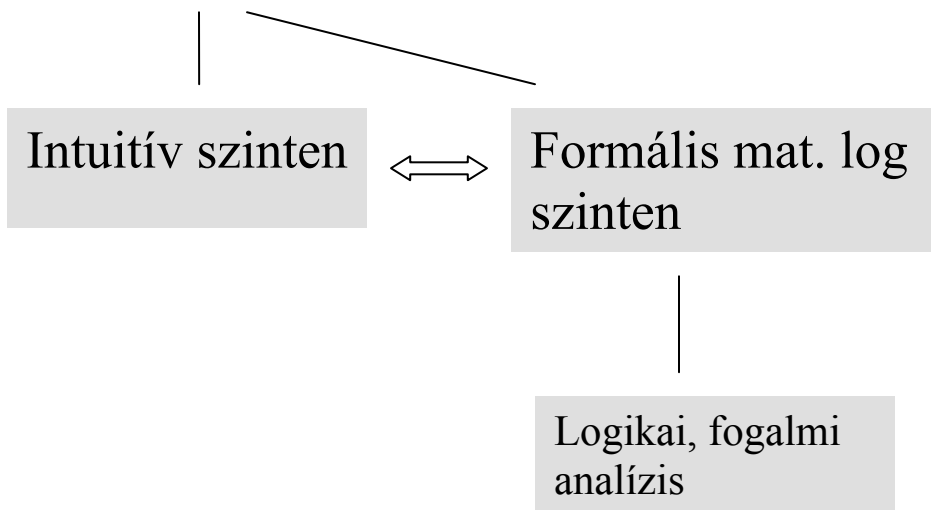 Intuitív szinten
Formális mat. log
szinten
Logikai, fogalmi
analízis